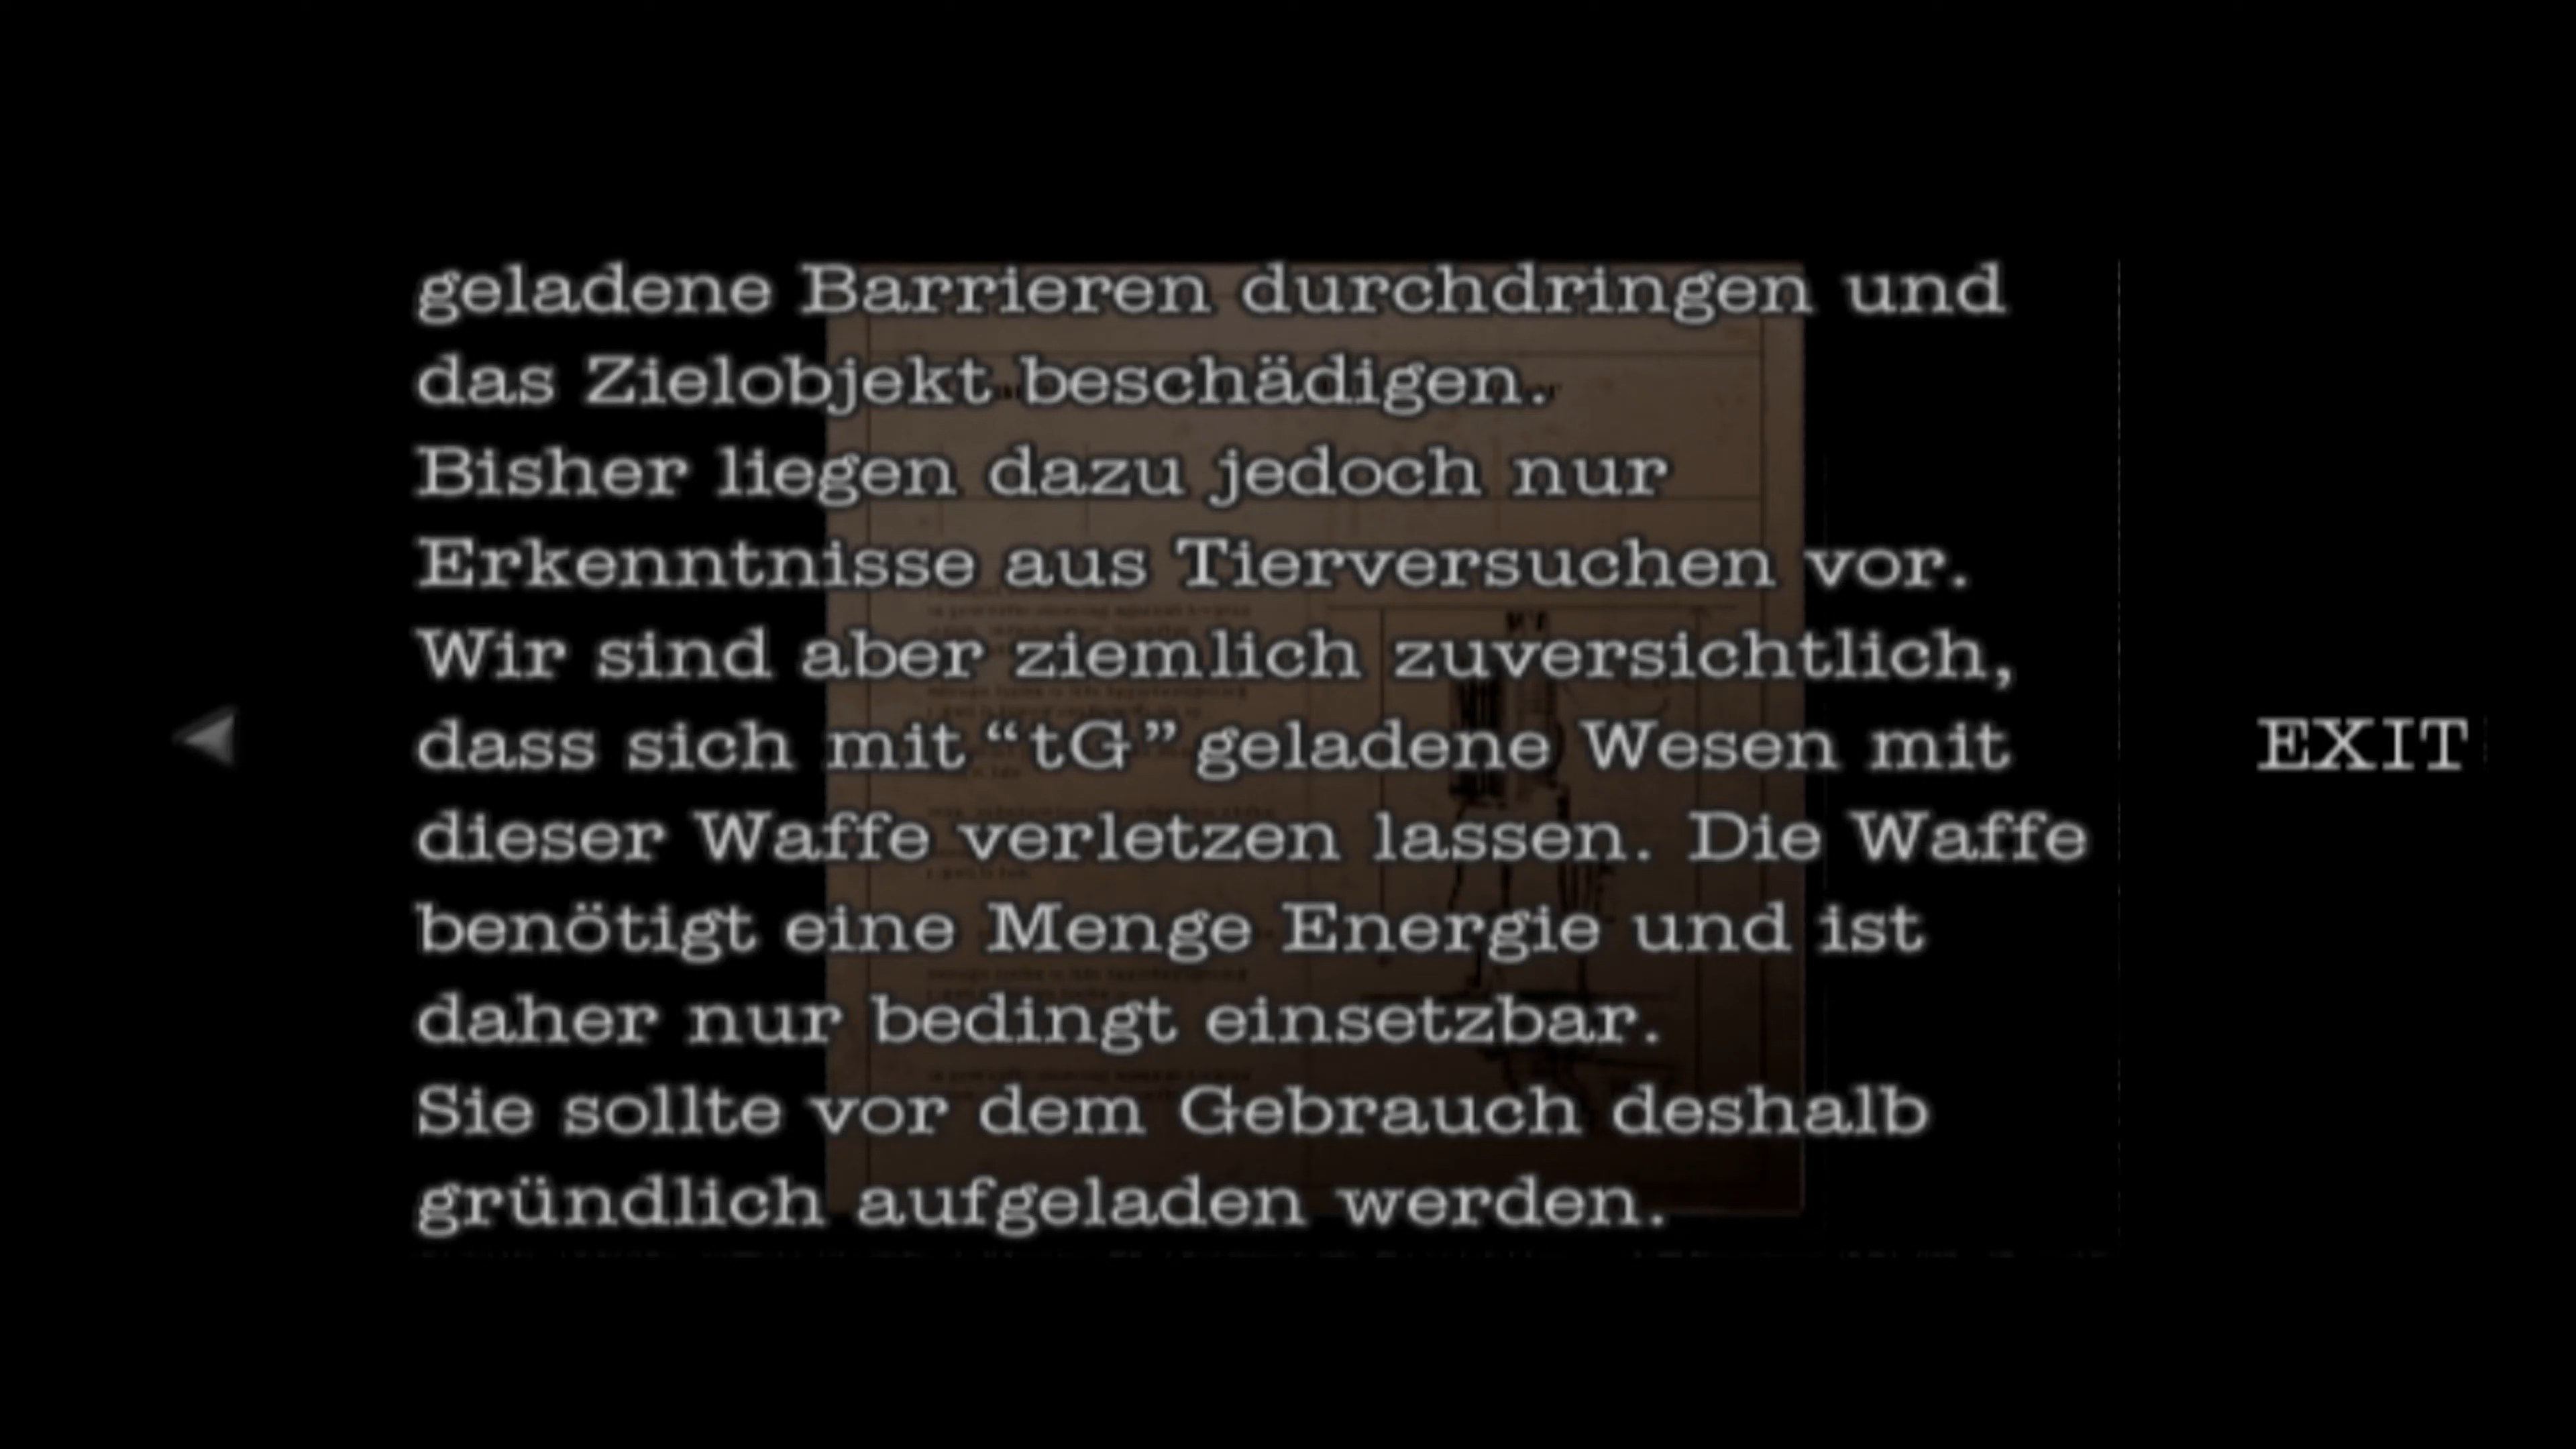 geladene Barrieren durchdringen und
das Zielobjekt beschädigen.
Bisher liegen dazu jedoch nur
Erkenntnisse aus Tierversuchen vor.
Wir sind aber ziemlich zuversichtlich,
dass sich mit “tG” geladene Wesen mit
dieser Waffe verletzen lassen. Die Waffe
benötigt eine Menge Energie und ist
daher nur bedingt einsetzbar.
Sie sollte vor dem Gebrauch deshalb
gründlich aufgeladen werden.
EXIT